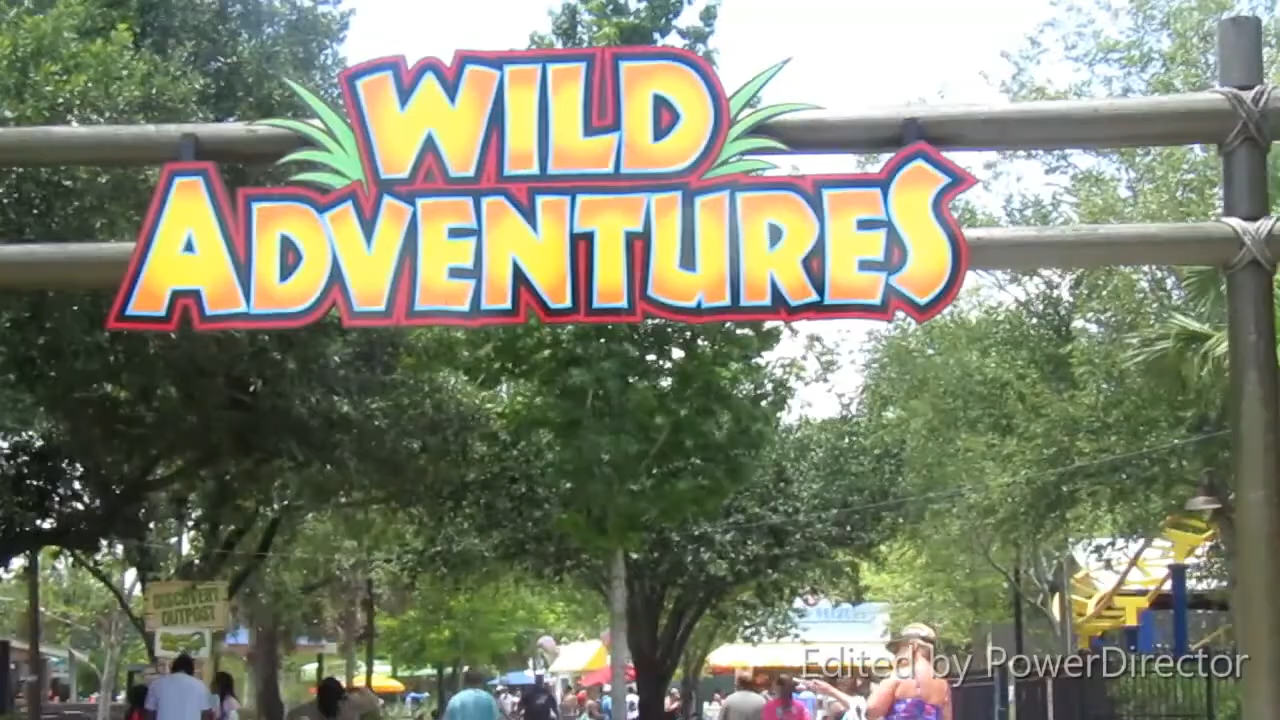 WILD
ADVENTURES
DISCOVERY
OUTPOST
Edited by PowerDirector